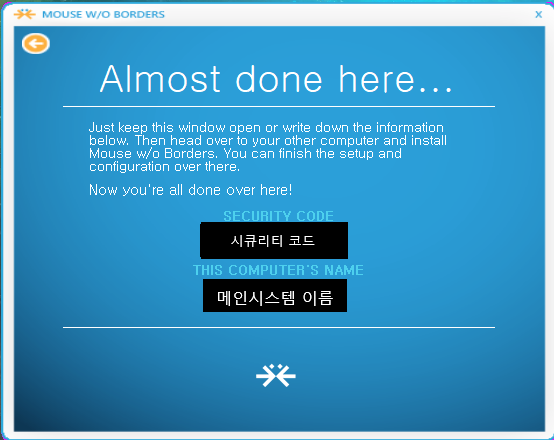 MOUSE W/O BORDERS
x
Almost done here...
Just keep this window open or write down the information
below. Then head over to your other computer and install
Mouse w/o Borders. You can finish the setup and
configuration over there.
Now you're all done over here!
SECURITY CODE
시큐리티 코드
THIS COMPUTER'S NAME
메인시스템 이름